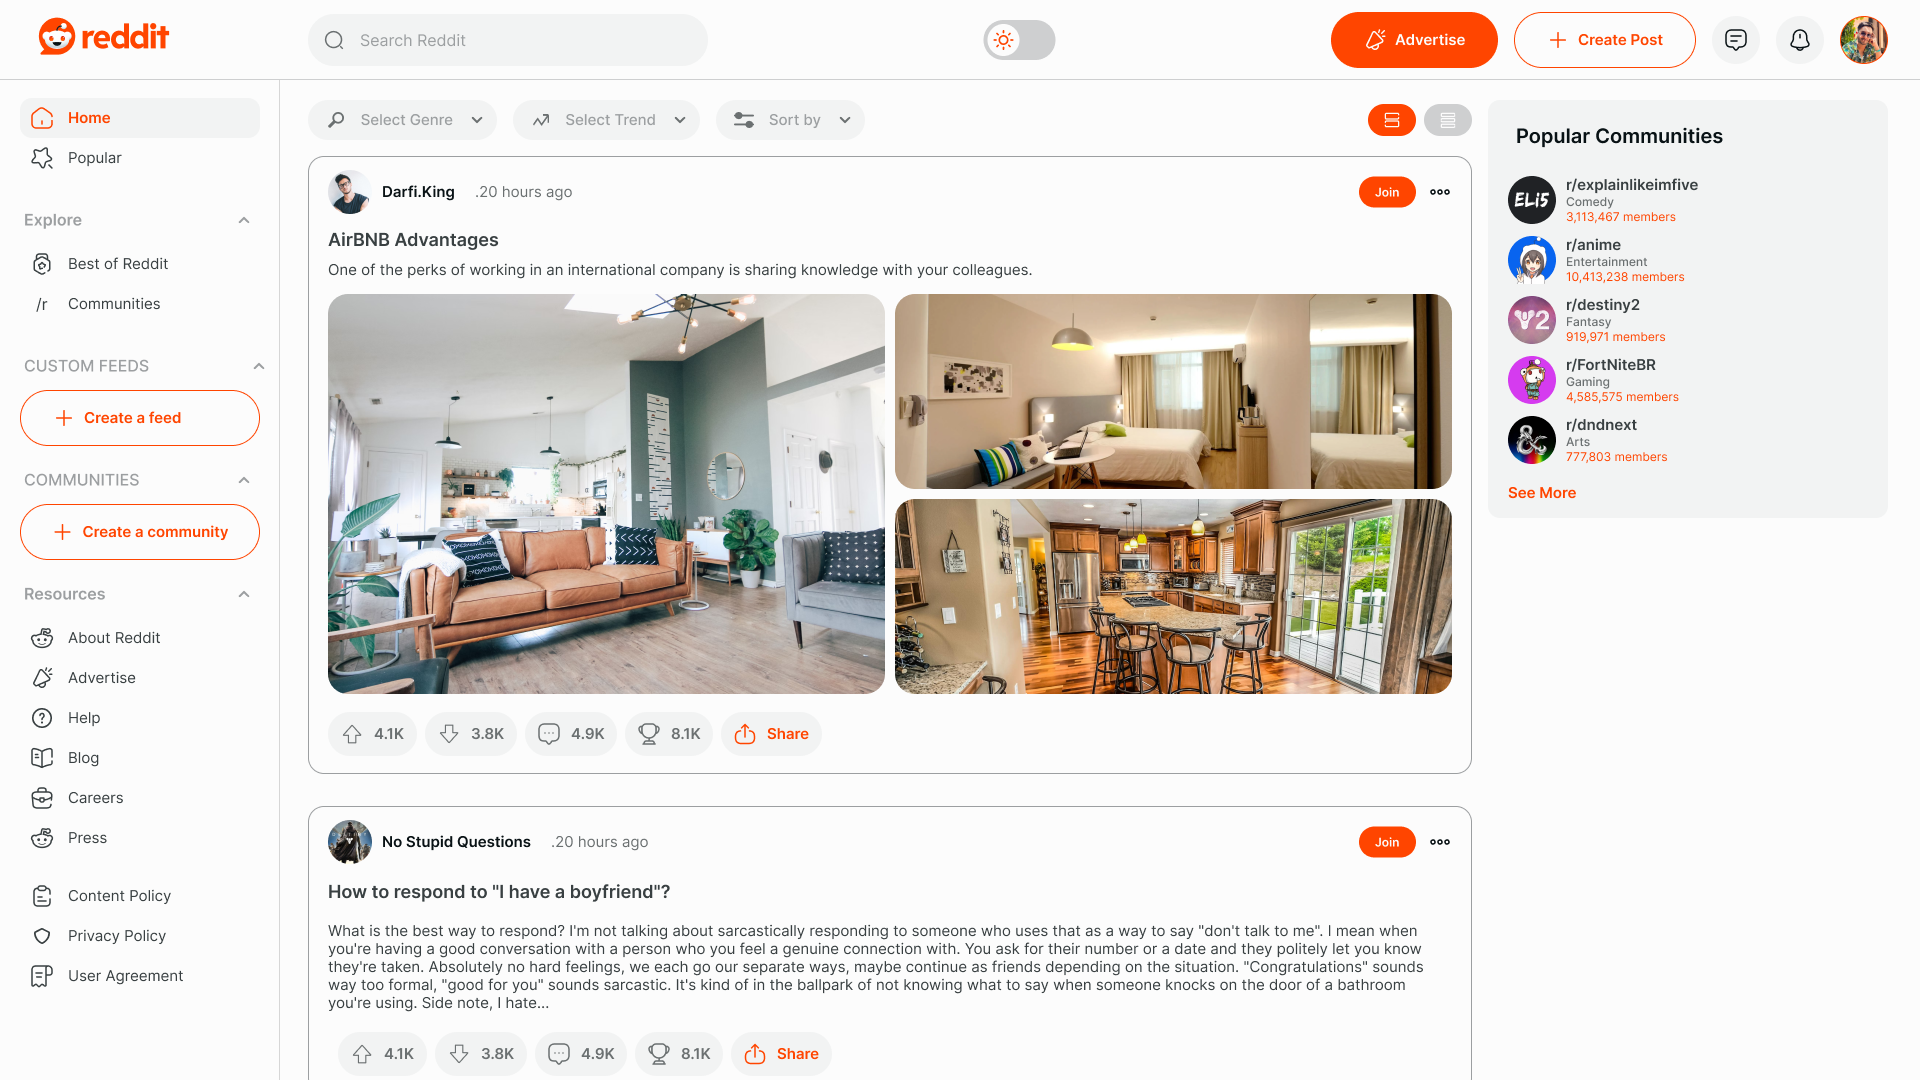 reddit
Search Reddit
Advertise
Create Post
Home
Popular
Explore
Best of Reddit
/r Communities
CUSTOM FEEDS
Create a feed
COMMUNITIES
Create a community
Resources
About Reddit
Advertise
Help
Blog
Careers
Press
Content Policy
Privacy Policy
User Agreement
Select Genre
Select Trend
Sort by
Darfi.King .20 hours ago
Join
AirBNB Advantages
One of the perks of working in an international company is sharing knowledge with your colleagues.
4.1K
3.8K
4.9K
8.1K
Share
No Stupid Questions .20 hours ago
Join
How to respond to "I have a boyfriend"?
What is the best way to respond? I'm not talking about sarcastically responding to someone who uses that as a way to say "don't talk to me". I mean when
you're having a good conversation with a person who you feel a genuine connection with. You ask for their number or a date and they politely let you know
they're taken. Absolutely no hard feelings, we each go our separate ways, maybe continue as friends depending on the situation. "Congratulations" sounds
way too formal, "good for you" sounds sarcastic. It's kind of in the ballpark of not knowing what to say when someone knocks on the door of a bathroom
you're using. Side note, I hate...
4.1K
3.8K
4.9K
8.1K
Share
Popular Communities
ELI5
r/explainlikeimfive
Comedy
3,113,467 members
r/anime
Entertainment
10,413,238 members
2
r/destiny2
Fantasy
919,971 members
r/FortNiteBR
Gaming
4,585,575 members
r/dndnext
Arts
777,803 members
See More